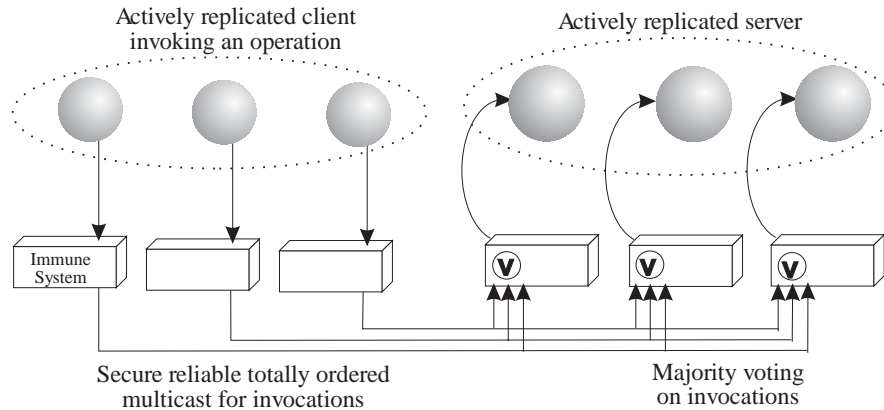 Actively replicated client
invoking an operation
Actively replicated server
Immune
System
V
V
V
Secure reliable totally ordered
multicast for invocations
Majority voting
on invocations